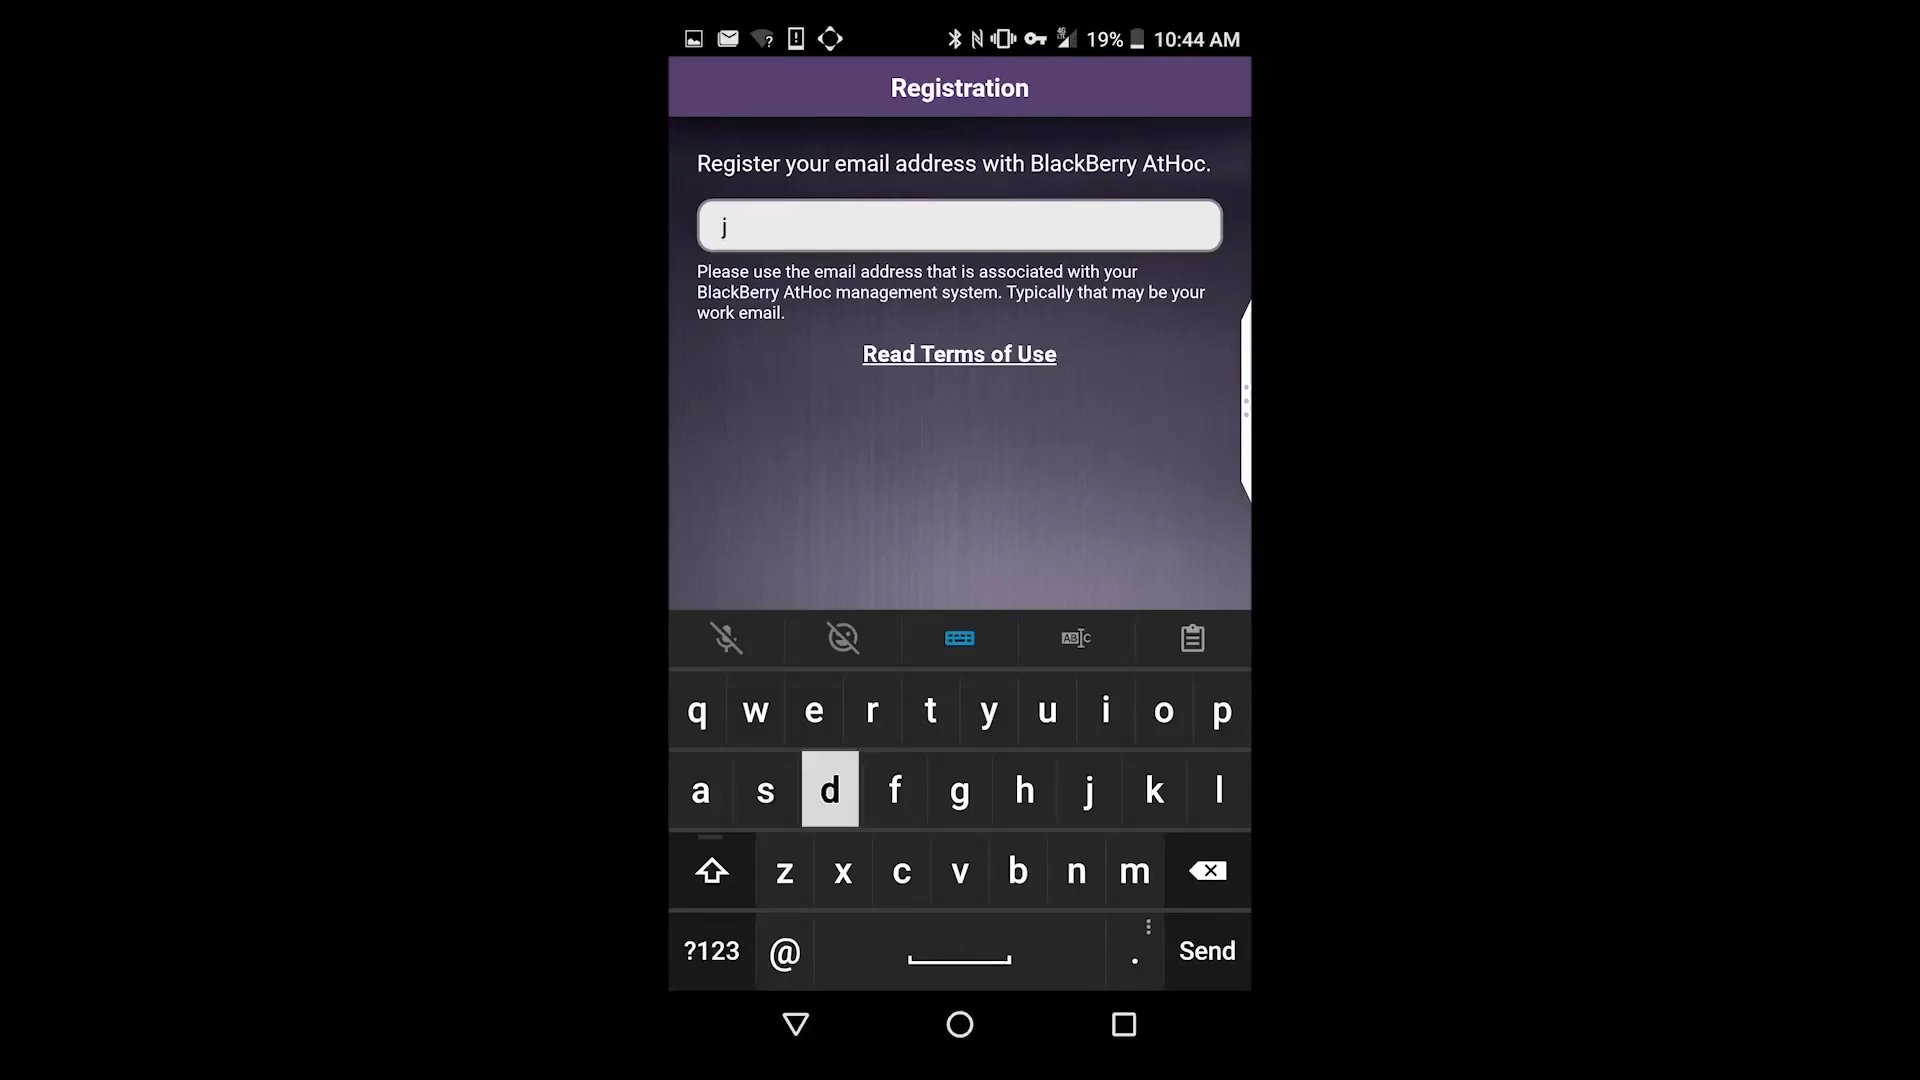 19% 10:44 AM
Registration
Register your email address with BlackBerry AtHoc.
j
Please use the email address that is associated with your
BlackBerry AtHoc management system. Typically that may be your
work email.
Read Terms of Use
ABC
q w e r t y u i o p
a s d f g h j k l
z x c v b n m
?123 @ . Send